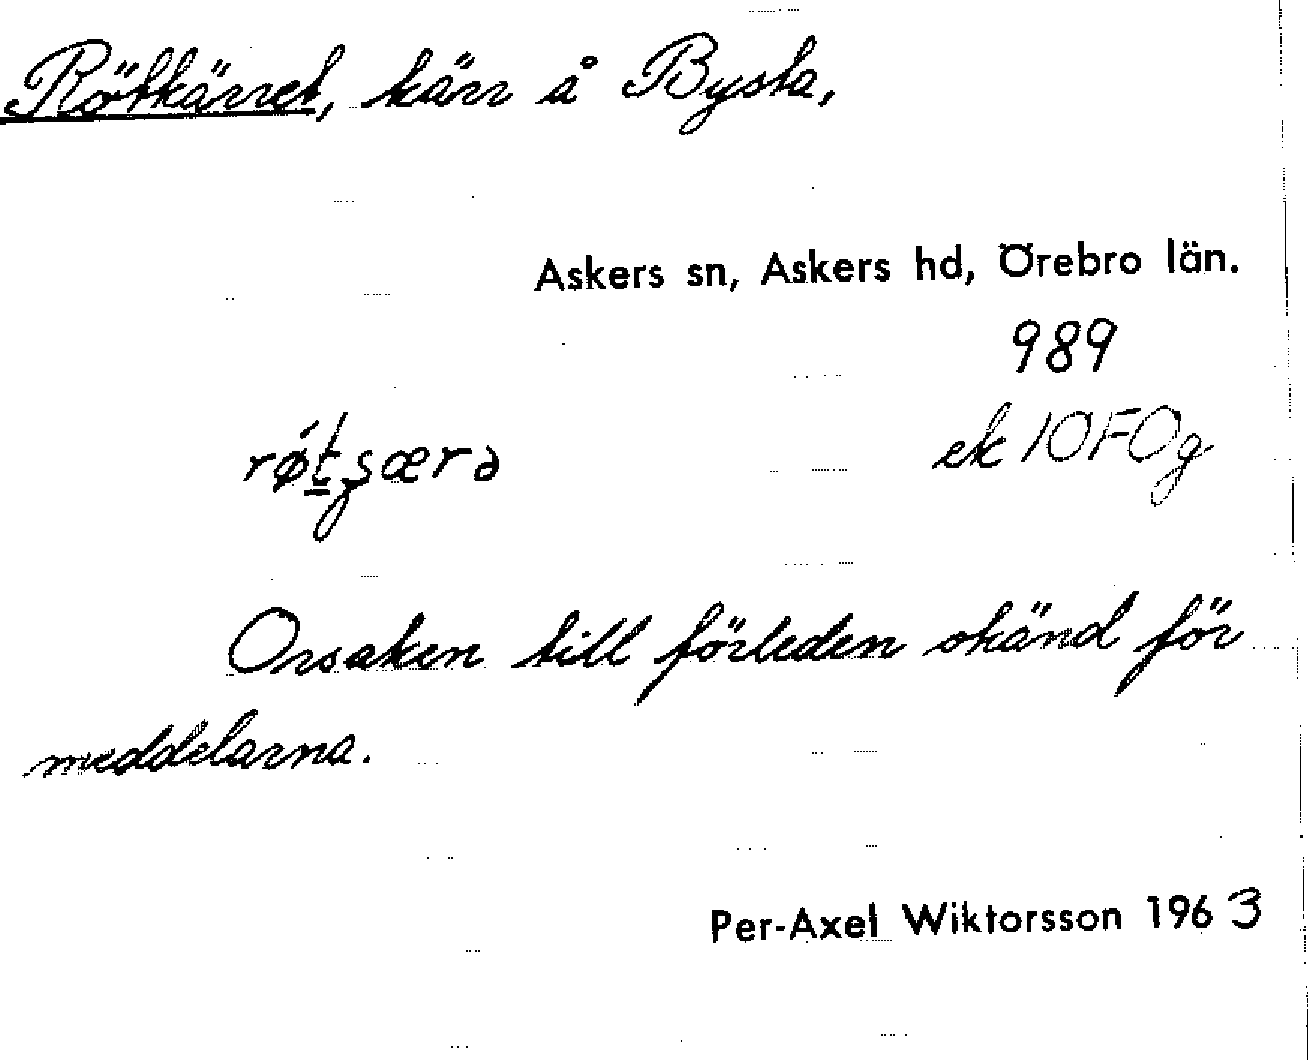 Rötkärret, kärr å Bysta,
Askers sn, Askers hd, Örebro län.
989
ek 10F0g
Orsaken till förleden okänd för
meddelarna.
Per-Axel Wiktorsson 1963